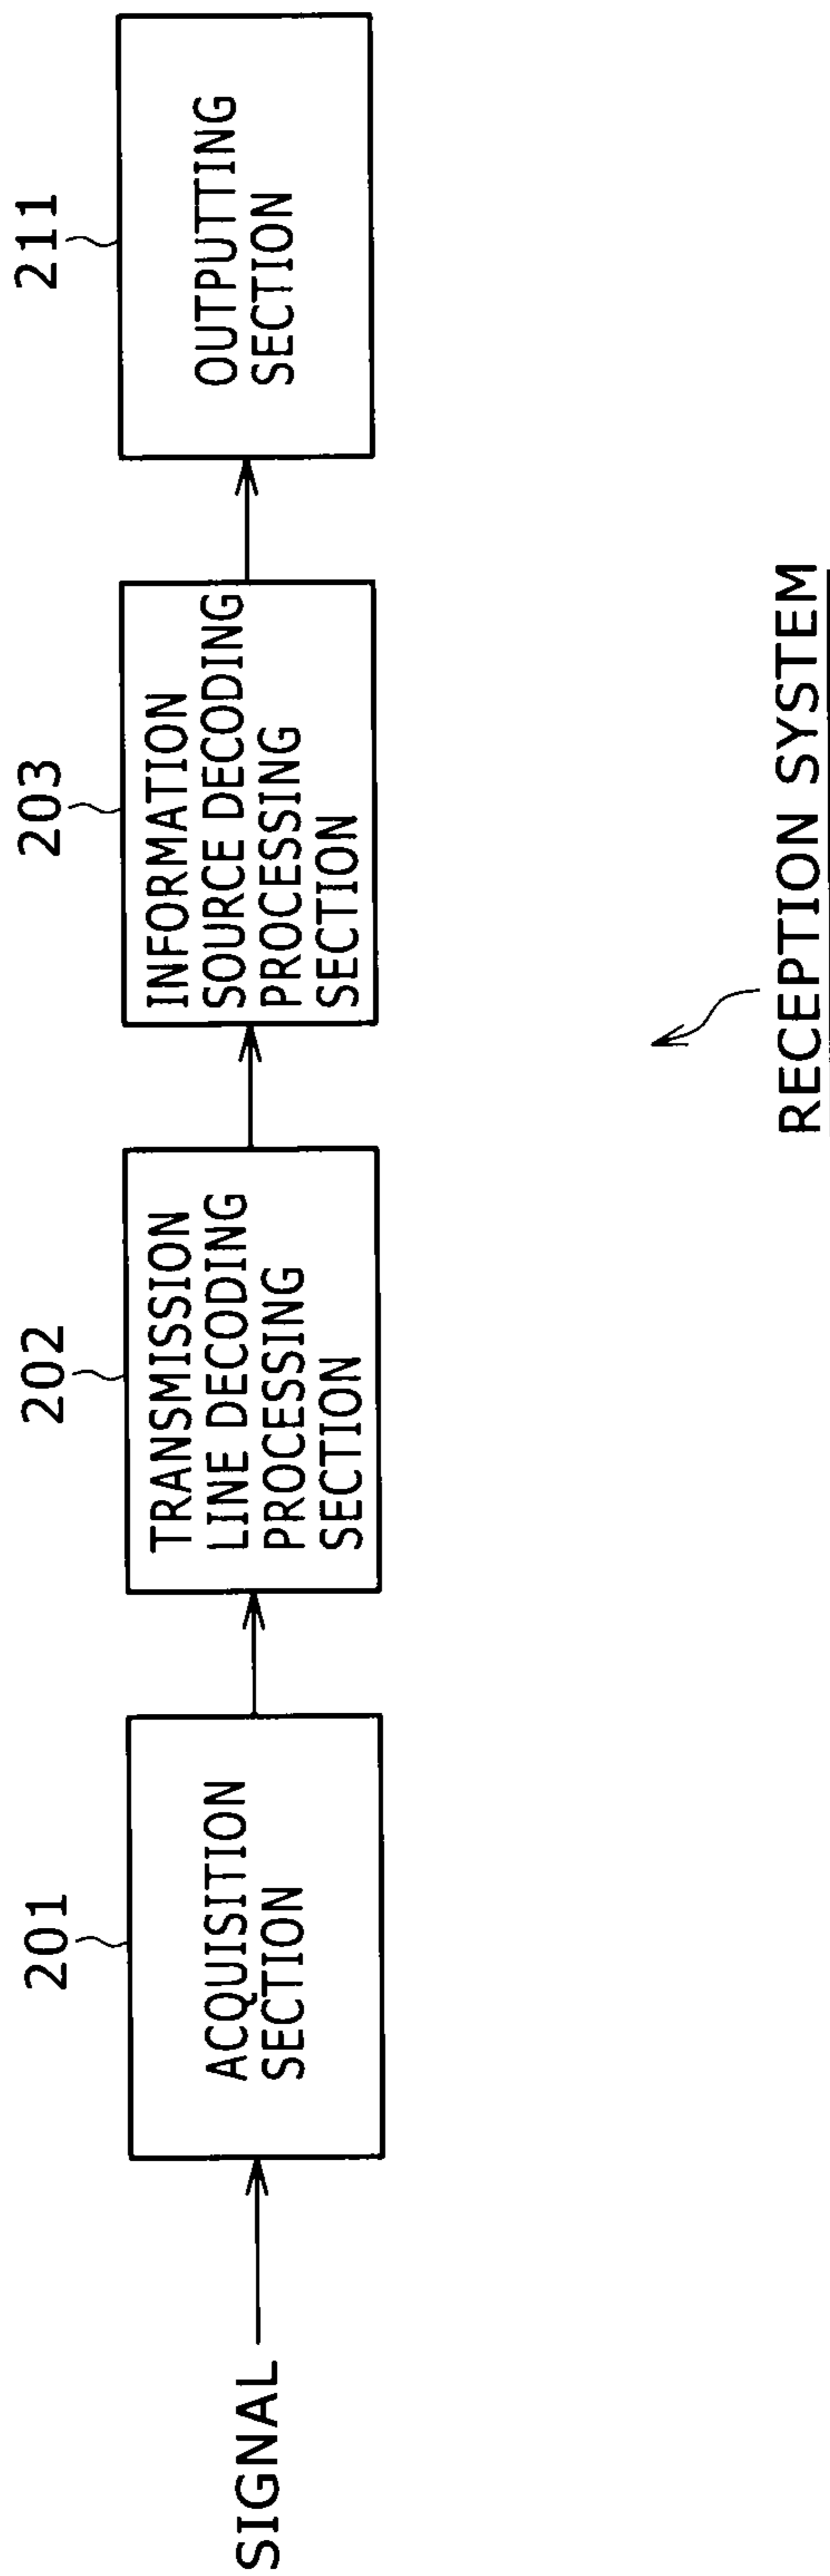 201
202
203
211
SIGNAL
ACQUISITION
SECTION
TRANSMISSION
LINE DECODING
PROCESSING
SECTION
INFORMATION
SOURCE DECODING
PROCESSING
SECTION
OUTPUTTING
SECTION
RECEPTION SYSTEM